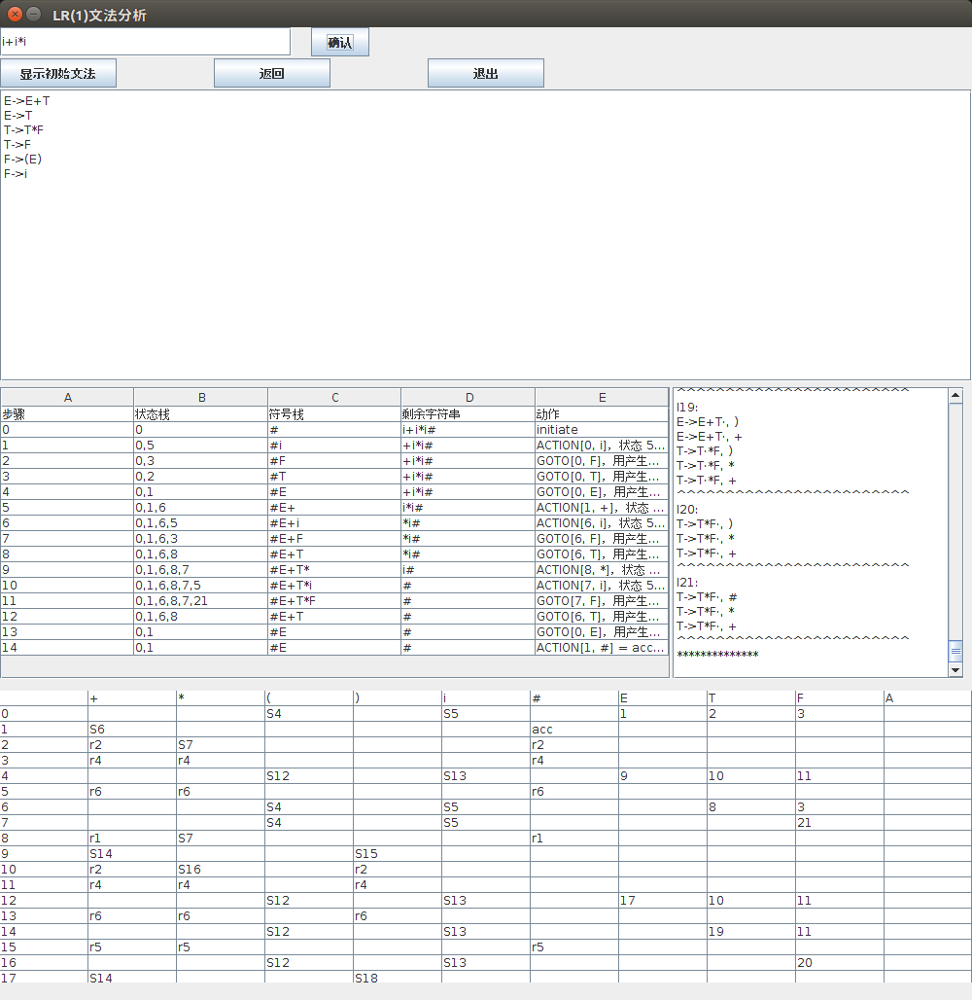 LR(1)文法分析
i+i*i 确认
显示初始文法 返回 退出
E->E+T
E->T
T->T*F
T->F
F->(E)
F->i
A B C D E
步骤 状态栈 符号栈 剩余字符串 动作
0 0 # i+i*i# initiate
1 0,5 #i +i*i# ACTION[0, i]，状态 5...
2 0,3 #F +i*i# GOTO[0, F]，用产生...
3 0,2 #T +i*i# GOTO[0, T]，用产生...
4 0,1 #E +i*i# GOTO[0, E]，用产生...
5 0,1,6 #E+ i*i# ACTION[1, +]，状态 ...
6 0,1,6,5 #E+i *i# ACTION[6, i]，状态 5...
7 0,1,6,3 #E+F *i# GOTO[6, F]，用产生...
8 0,1,6,8 #E+T *i# GOTO[6, T]，用产生...
9 0,1,6,8,7 #E+T* i# ACTION[8, *]，状态 ...
10 0,1,6,8,7,5 #E+T*i # ACTION[7, i]，状态 5...
11 0,1,6,8,7,21 #E+T*F # GOTO[7, F]，用产生...
12 0,1,6,8 #E+T # GOTO[6, T]，用产生...
13 0,1 #E # GOTO[0, E]，用产生...
14 0,1 #E # ACTION[1, #] = acc...
^^^^^^^^^^^^^^^^^^^^^^^^
I19:
E->E+T·, )
E->E+T·, +
T->T·*F, )
T->T·*F, *
T->T·*F, +
^^^^^^^^^^^^^^^^^^^^^^^^
I20:
T->T*F·, )
T->T*F·, *
T->T*F·, +
^^^^^^^^^^^^^^^^^^^^^^^^
I21:
T->T*F·, #
T->T*F·, *
T->T*F·, +
^^^^^^^^^^^^^^^^^^^^^^^^
**************
+ * ( ) i # E T F A
0 S4 S5 1 2 3
1 S6 acc
2 r2 S7 r2
3 r4 r4 r4
4 S12 S13 9 10 11
5 r6 r6 r6
6 S4 S5 8 3
7 S4 S5 21
8 r1 S7 r1
9 S14 S15
10 r2 S16 r2
11 r4 r4 r4
12 S12 S13 17 10 11
13 r6 r6 r6
14 S12 S13 19 11
15 r5 r5 r5
16 S12 S13 20
17 S14 S18